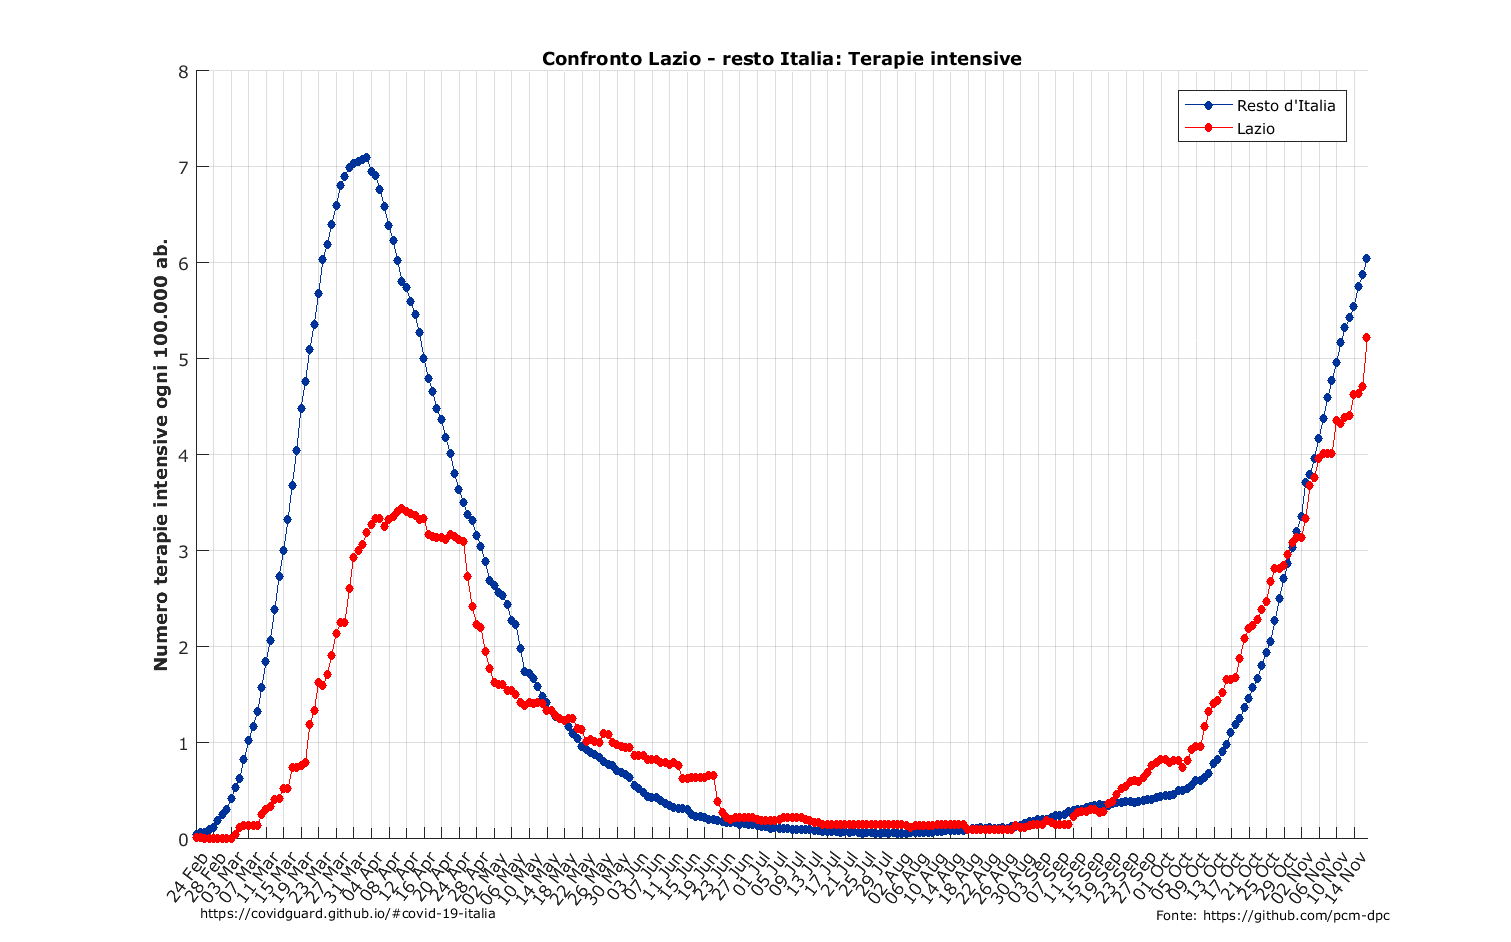 Confronto Lazio - resto Italia: Terapie intensive
Resto d'Italia
Lazio
Numero terapie intensive ogni 100.000 ab.
8
7
6
5
4
3
2
1
0
24 Feb
28 Feb
03 Mar
07 Mar
11 Mar
15 Mar
19 Mar
23 Mar
27 Mar
31 Mar
04 Apr
08 Apr
12 Apr
16 Apr
20 Apr
24 Apr
28 Apr
02 May
06 May
10 May
14 May
18 May
22 May
26 May
30 May
03 Jun
07 Jun
11 Jun
15 Jun
19 Jun
23 Jun
27 Jun
01 Jul
05 Jul
09 Jul
13 Jul
17 Jul
21 Jul
25 Jul
29 Jul
02 Aug
06 Aug
10 Aug
14 Aug
18 Aug
22 Aug
26 Aug
30 Aug
03 Sep
07 Sep
11 Sep
15 Sep
19 Sep
23 Sep
27 Sep
01 Oct
05 Oct
09 Oct
13 Oct
17 Oct
21 Oct
25 Oct
29 Oct
02 Nov
06 Nov
10 Nov
14 Nov
https://covidguard.github.io/#covid-19-italia
Fonte: https://github.com/pcm-dpc